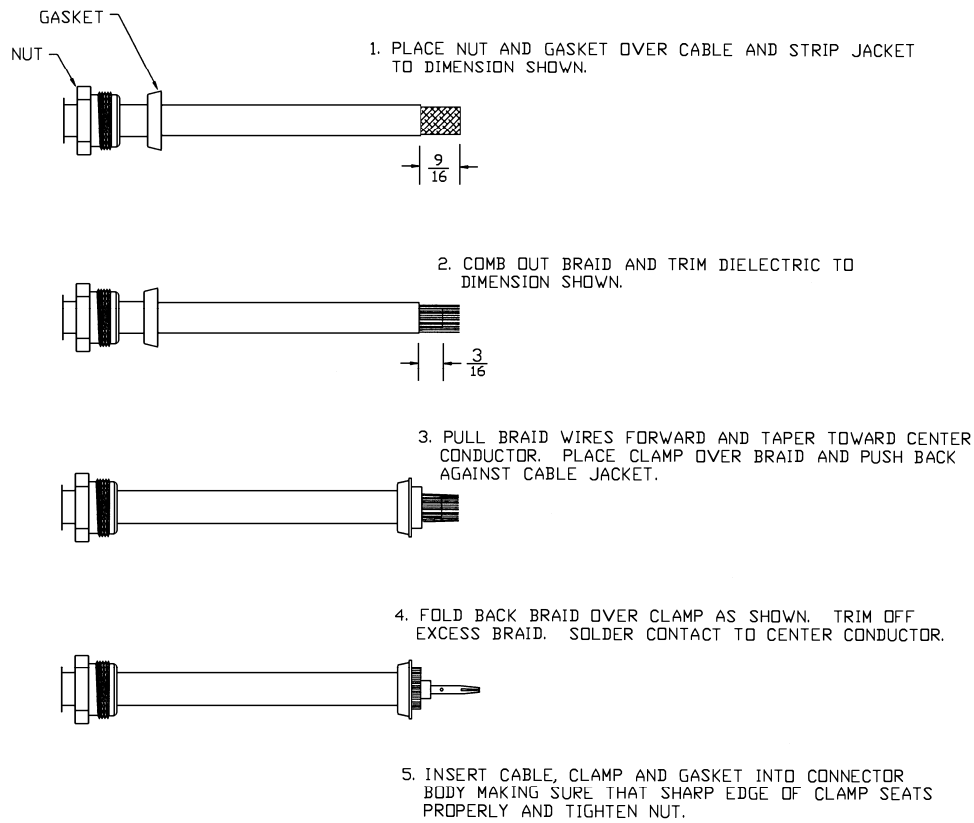 GASKET
NUT
1. PLACE NUT AND GASKET OVER CABLE AND STRIP JACKET
TO DIMENSION SHOWN.
9
16
2. COMB OUT BRAID AND TRIM DIELECTRIC TO
DIMENSION SHOWN.
3
16
3. PULL BRAID WIRES FORWARD AND TAPER TOWARD CENTER
CONDUCTOR. PLACE CLAMP OVER BRAID AND PUSH BACK
AGAINST CABLE JACKET.
4. FOLD BACK BRAID OVER CLAMP AS SHOWN. TRIM OFF
EXCESS BRAID. SOLDER CONTACT TO CENTER CONDUCTOR.
5. INSERT CABLE, CLAMP AND GASKET INTO CONNECTOR
BODY MAKING SURE THAT SHARP EDGE OF CLAMP SEATS
PROPERLY AND TIGHTEN NUT.